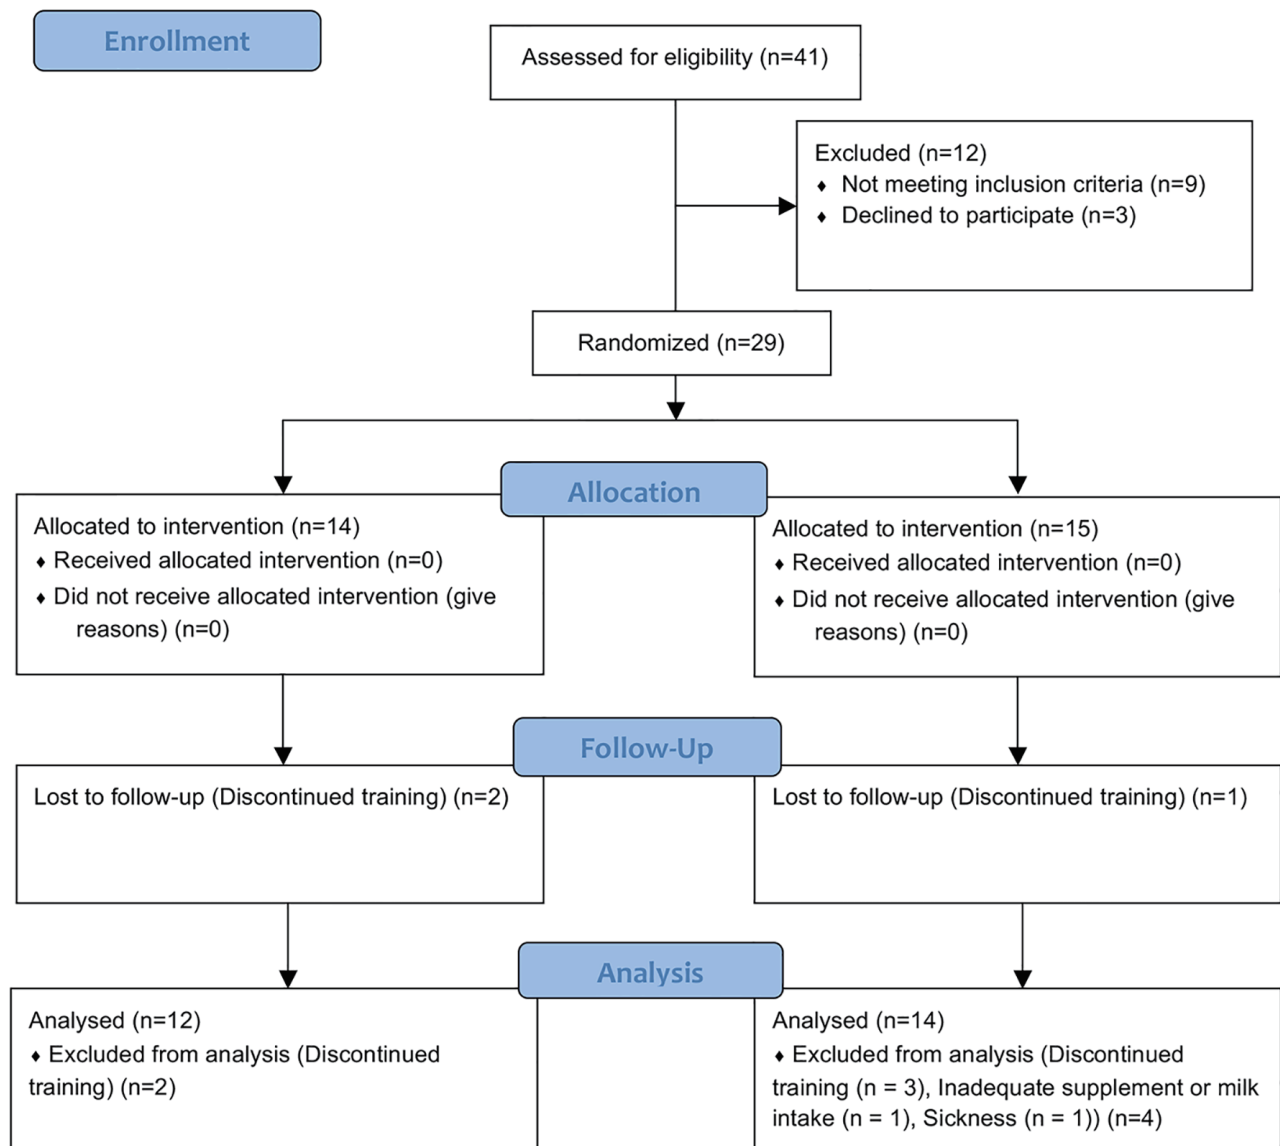 Enrollment
Assessed for eligibility (n=41)
Excluded (n=12)
♦ Not meeting inclusion criteria (n=9)
♦ Declined to participate (n=3)
Randomized (n=29)
Allocation
Allocated to intervention (n=14)
♦ Received allocated intervention (n=0)
♦ Did not receive allocated intervention (give
reasons) (n=0)
Allocated to intervention (n=15)
♦ Received allocated intervention (n=0)
♦ Did not receive allocated intervention (give
reasons) (n=0)
Follow-Up
Lost to follow-up (Discontinued training) (n=2)
Lost to follow-up (Discontinued training) (n=1)
Analysis
Analysed (n=12)
♦ Excluded from analysis (Discontinued
training) (n=2)
Analysed (n=14)
♦ Excluded from analysis (Discontinued
training (n = 3), Inadequate supplement or milk
intake (n = 1), Sickness (n = 1)) (n=4)